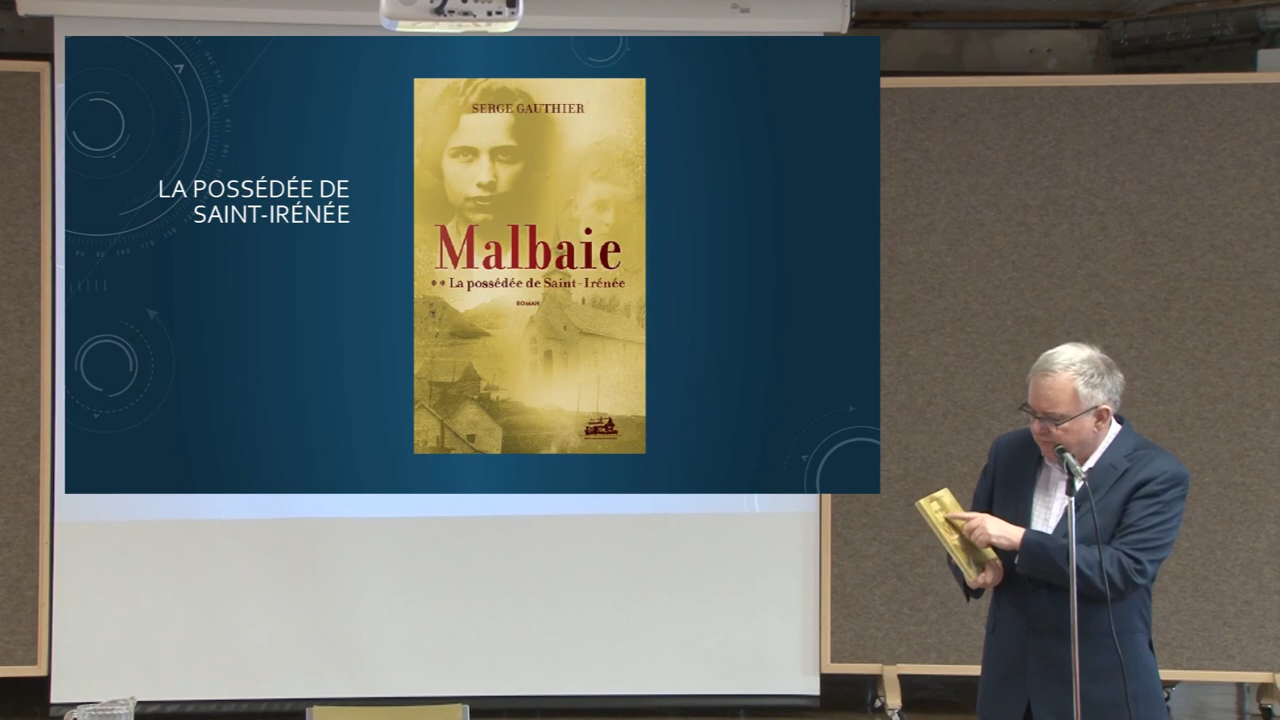 LA POSSÉDÉE DE
SAINT-IRÉNÉE
SERGE GAUTHIER
Malbaie
La possédée de Saint-Irénée
ROMAN